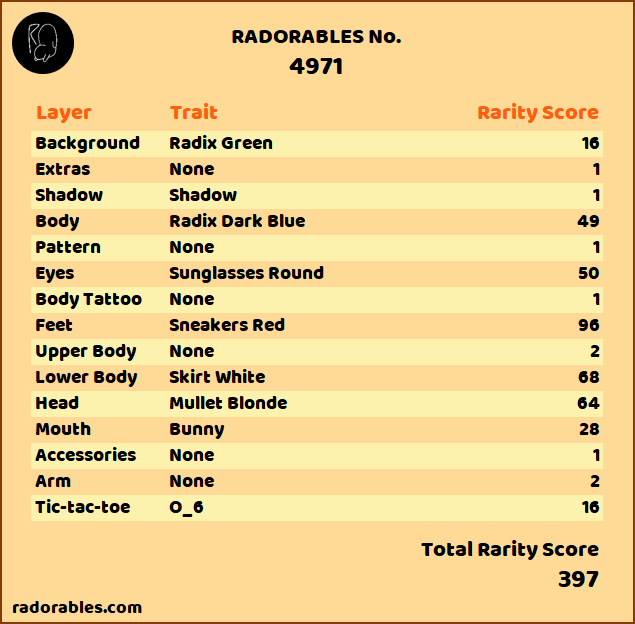 RADORABLES No.
4971
Layer Trait Rarity Score
Background Radix Green 16
Extras None 1
Shadow Shadow 1
Body Radix Dark Blue 49
Pattern None 1
Eyes Sunglasses Round 50
Body Tattoo None 1
Feet Sneakers Red 96
Upper Body None 2
Lower Body Skirt White 68
Head Mullet Blonde 64
Mouth Bunny 28
Accessories None 1
Arm None 2
Tic-tac-toe O_6 16
Total Rarity Score
397
radorables.com